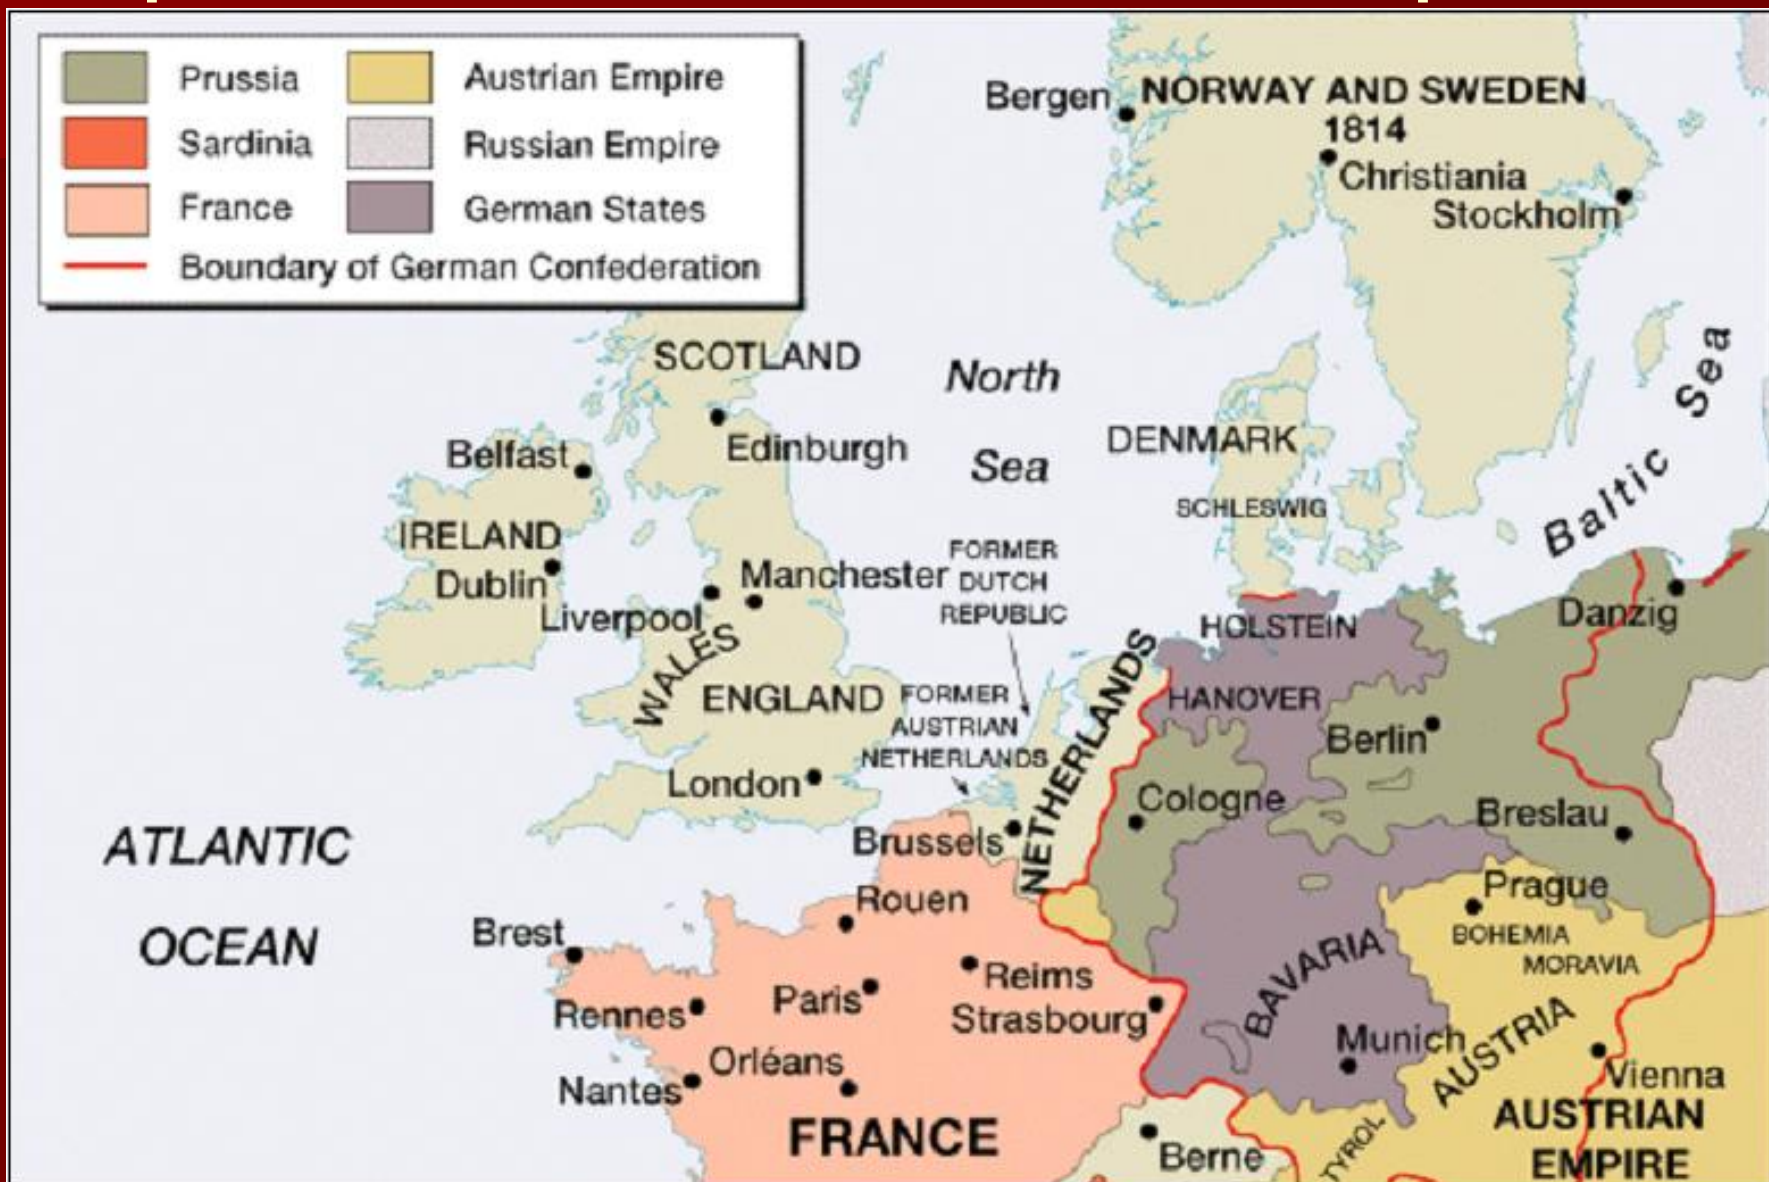 Prussia
Austrian Empire
Sardinia
Russian Empire
France
German States
Boundary of German Confederation
Bergen
NORWAY AND SWEDEN
1814
Christiania
Stockholm
SCOTLAND
Edinburgh
North
Sea
Baltic Sea
DENMARK
SCHLESWIG
Belfast
IRELAND
Dublin
Liverpool
Manchester
WALES
ENGLAND
London
FORMER
DUTCH
REPUBLIC
FORMER
AUSTRIAN
NETHERLANDS
NETHERLANDS
HOLSTEIN
HANOVER
Danzig
Berlin
Cologne
Breslau
Brussels
ATLANTIC
OCEAN
Rouen
Brest
Reims
Paris
Rennes
Strasbourg
Orléans
Nantes
FRANCE
Prague
BOHEMIA
MORAVIA
BAVARIA
Munich
AUSTRIA
Vienna
AUSTRIAN
EMPIRE
TYROL
Berne